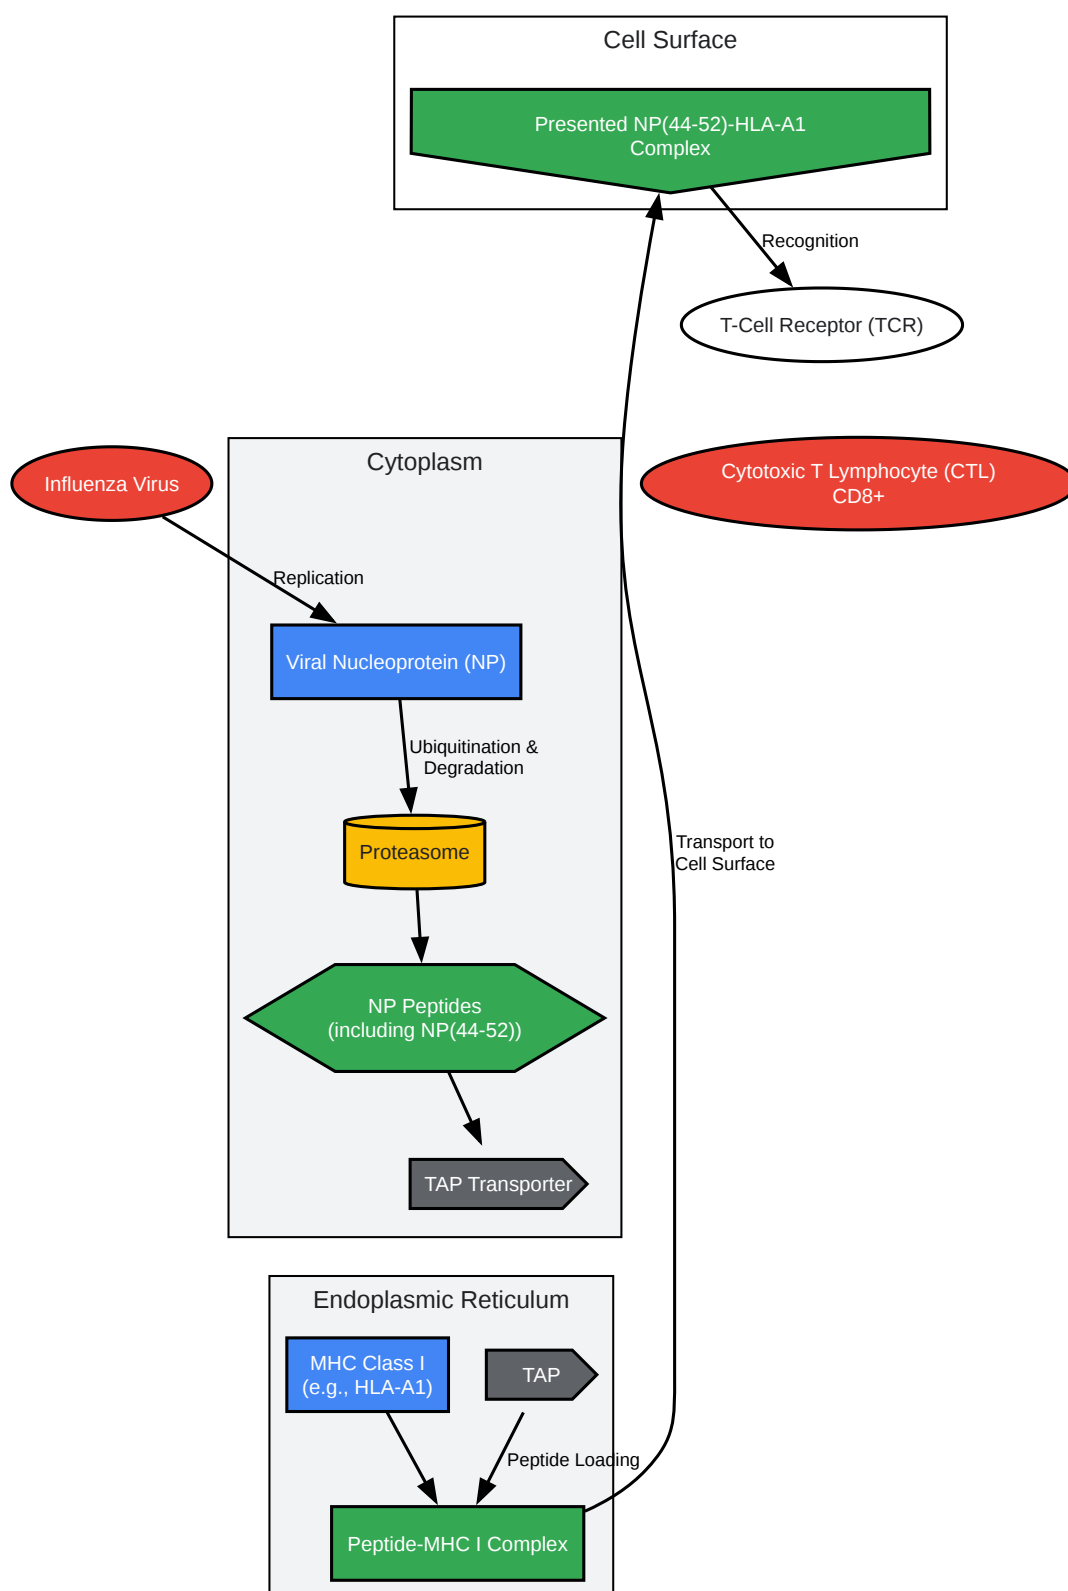 Cell Surface
Presented NP(44-52)-HLA-A1
Complex
Recognition
T-Cell Receptor (TCR)
Influenza Virus
Cytoplasm
Cytotoxic T Lymphocyte (CTL)
CD8+
Replication
Viral Nucleoprotein (NP)
Ubiquitination &
Degradation
Proteasome
Transport to
Cell Surface
NP Peptides
(including NP(44-52))
TAP Transporter
Endoplasmic Reticulum
MHC Class I
(e.g., HLA-A1)
TAP
Peptide Loading
Peptide-MHC I Complex